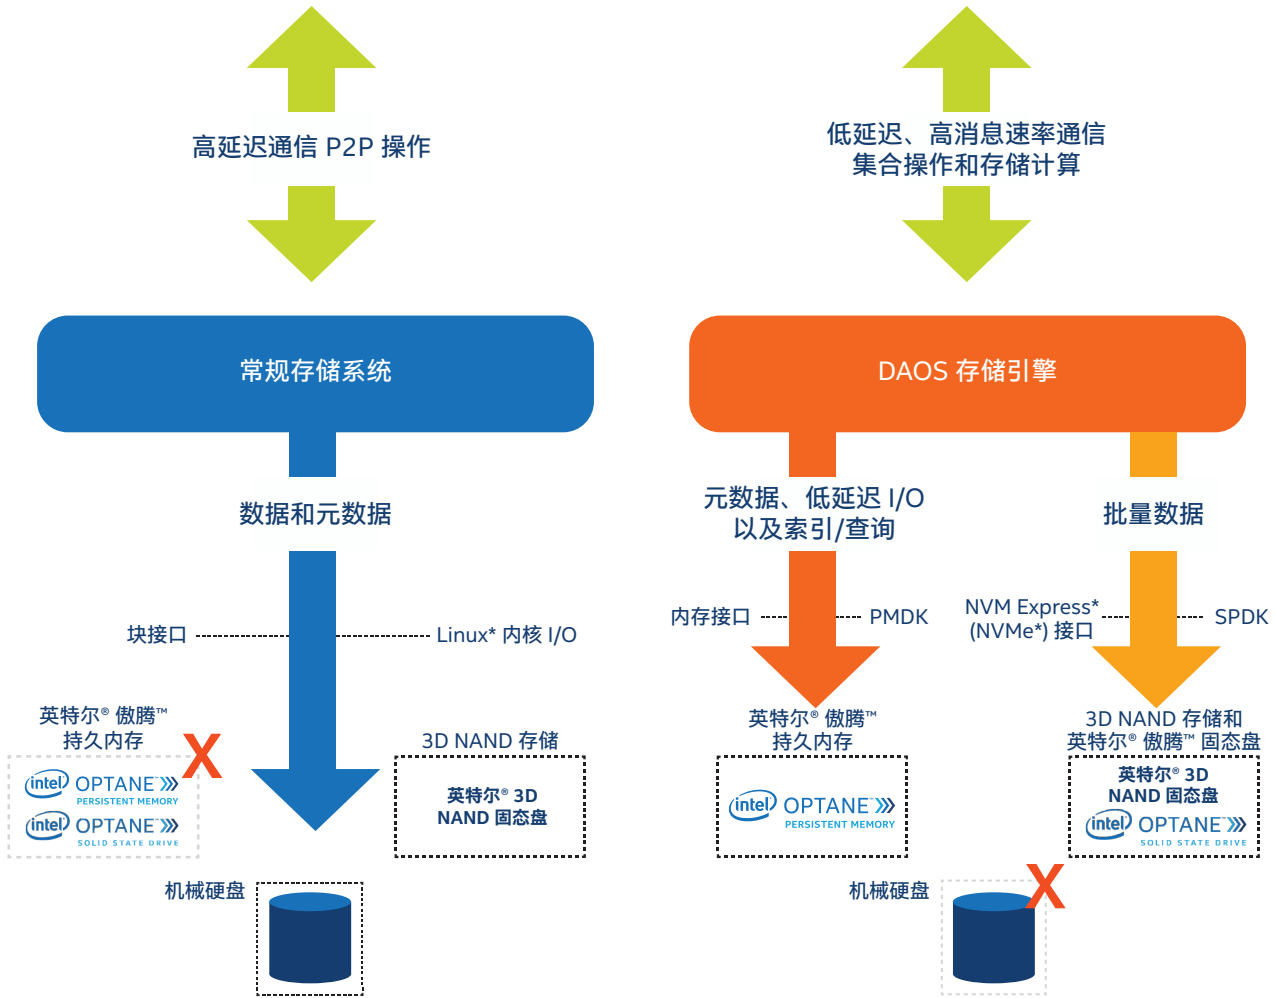 高延迟通信 P2P 操作
常规存储系统
数据和元数据
块接口
Linux* 内核 I/O
英特尔® 傲腾™
持久内存
X
intel OPTANE™
PERSISTENT MEMORY
intel OPTANE™
SOLID STATE DRIVE
3D NAND 存储
英特尔® 3D
NAND 固态盘
机械硬盘
低延迟、高消息速率通信
集合操作和存储计算
DAOS 存储引擎
元数据、低延迟 I/O
以及索引/查询
批量数据
内存接口
PMDK
NVM Express*
(NVMe*) 接口
SPDK
英特尔® 傲腾™
持久内存
intel OPTANE™
PERSISTENT MEMORY
3D NAND 存储和
英特尔® 傲腾™ 固态盘
英特尔® 3D
NAND 固态盘
intel OPTANE™
SOLID STATE DRIVE
机械硬盘
X